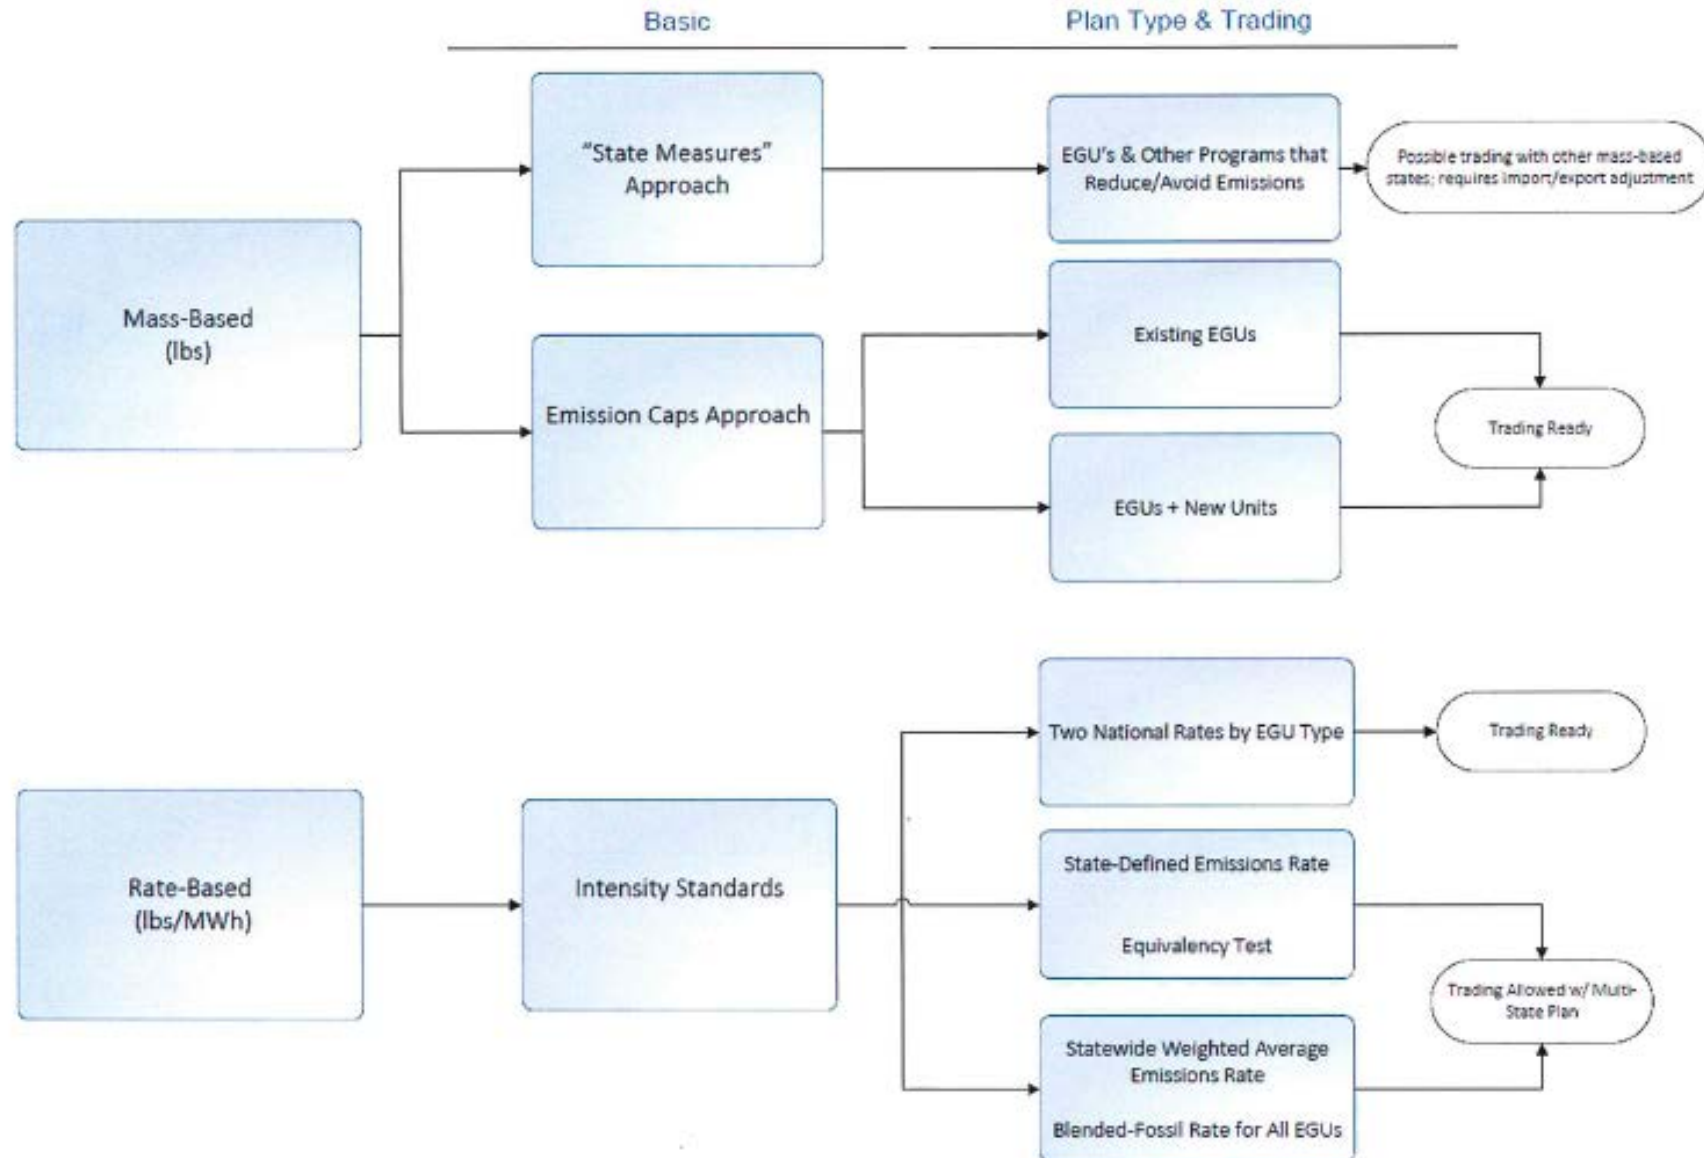 Basic
Plan Type & Trading
"State Measures"
Approach
EGU's & Other Programs that
Reduce/Avoid Emissions
Possible trading with other mass-based
states; requires import/export adjustment
Mass-Based
(lbs)
Existing EGUs
Emission Caps Approach
Trading Ready
EGUs + New Units
Two National Rates by EGU Type
Trading Ready
Rate-Based
(lbs/MWh)
Intensity Standards
State-Defined Emissions Rate
Equivalency Test
Trading Allowed w/ Multi-
State Plan
Statewide Weighted Average
Emissions Rate
Blended-Fossil Rate for All EGUs